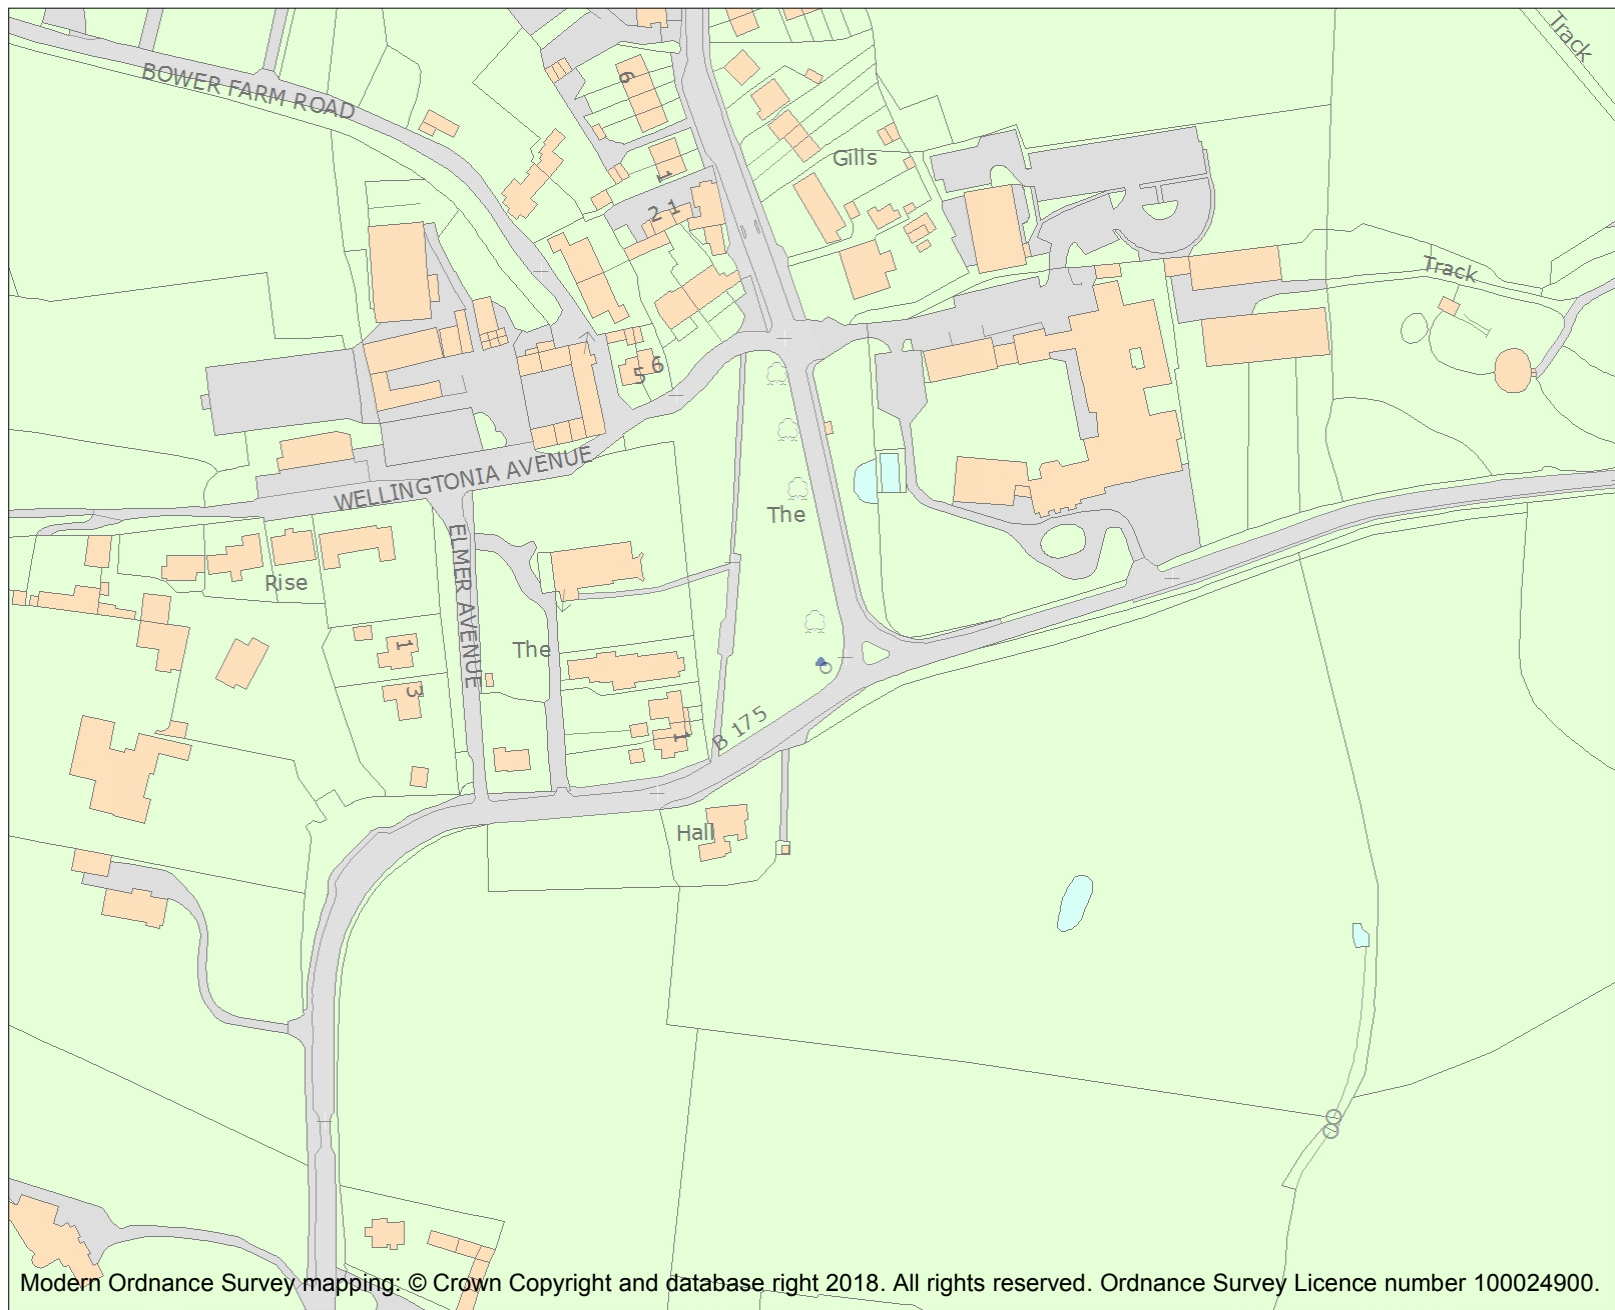 Track
BOWER FARM ROAD
6
Gills
1
2 1
Track
5 6
WELLINGTONIA AVENUE
The
ELMER AVENUE
Rise
1
The
3
B 175
1
Hall
Modern Ordnance Survey mapping: © Crown Copyright and database right 2018. All rights reserved. Ordnance Survey Licence number 100024900.